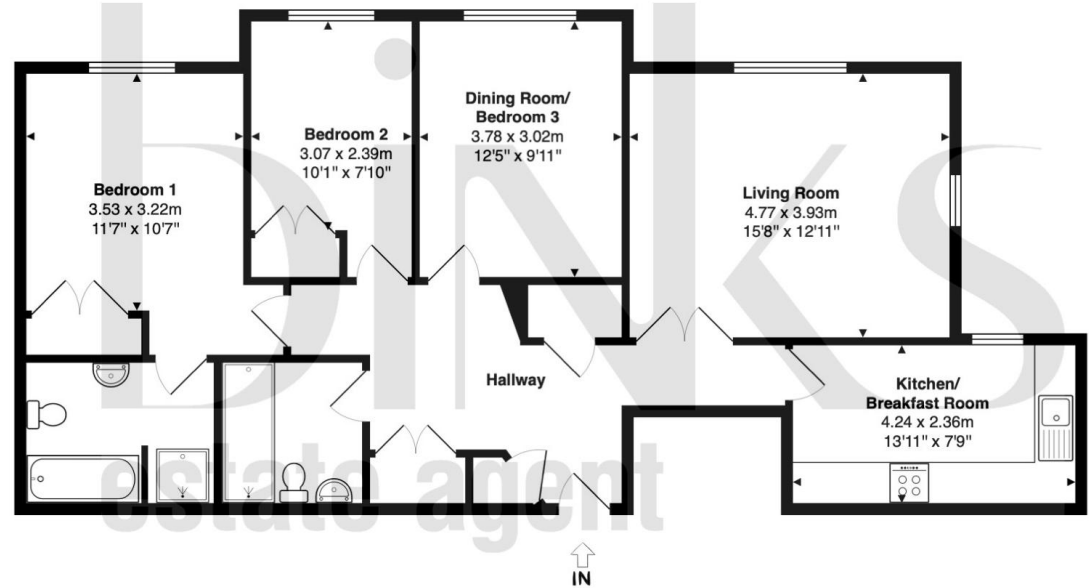 Bedroom 1
3.53 x 3.22m
11'7" x 10'7"
Bedroom 2
3.07 x 2.39m
10'1" x 7'10"
Dining Room/
Bedroom 3
3.78 x 3.02m
12'5" x 9'11"
Living Room
4.77 x 3.93m
15'8" x 12'11"
Hallway
Kitchen/
Breakfast Room
4.24 x 2.36m
13'11" x 7'9"
IN
DiNKS
estate agent